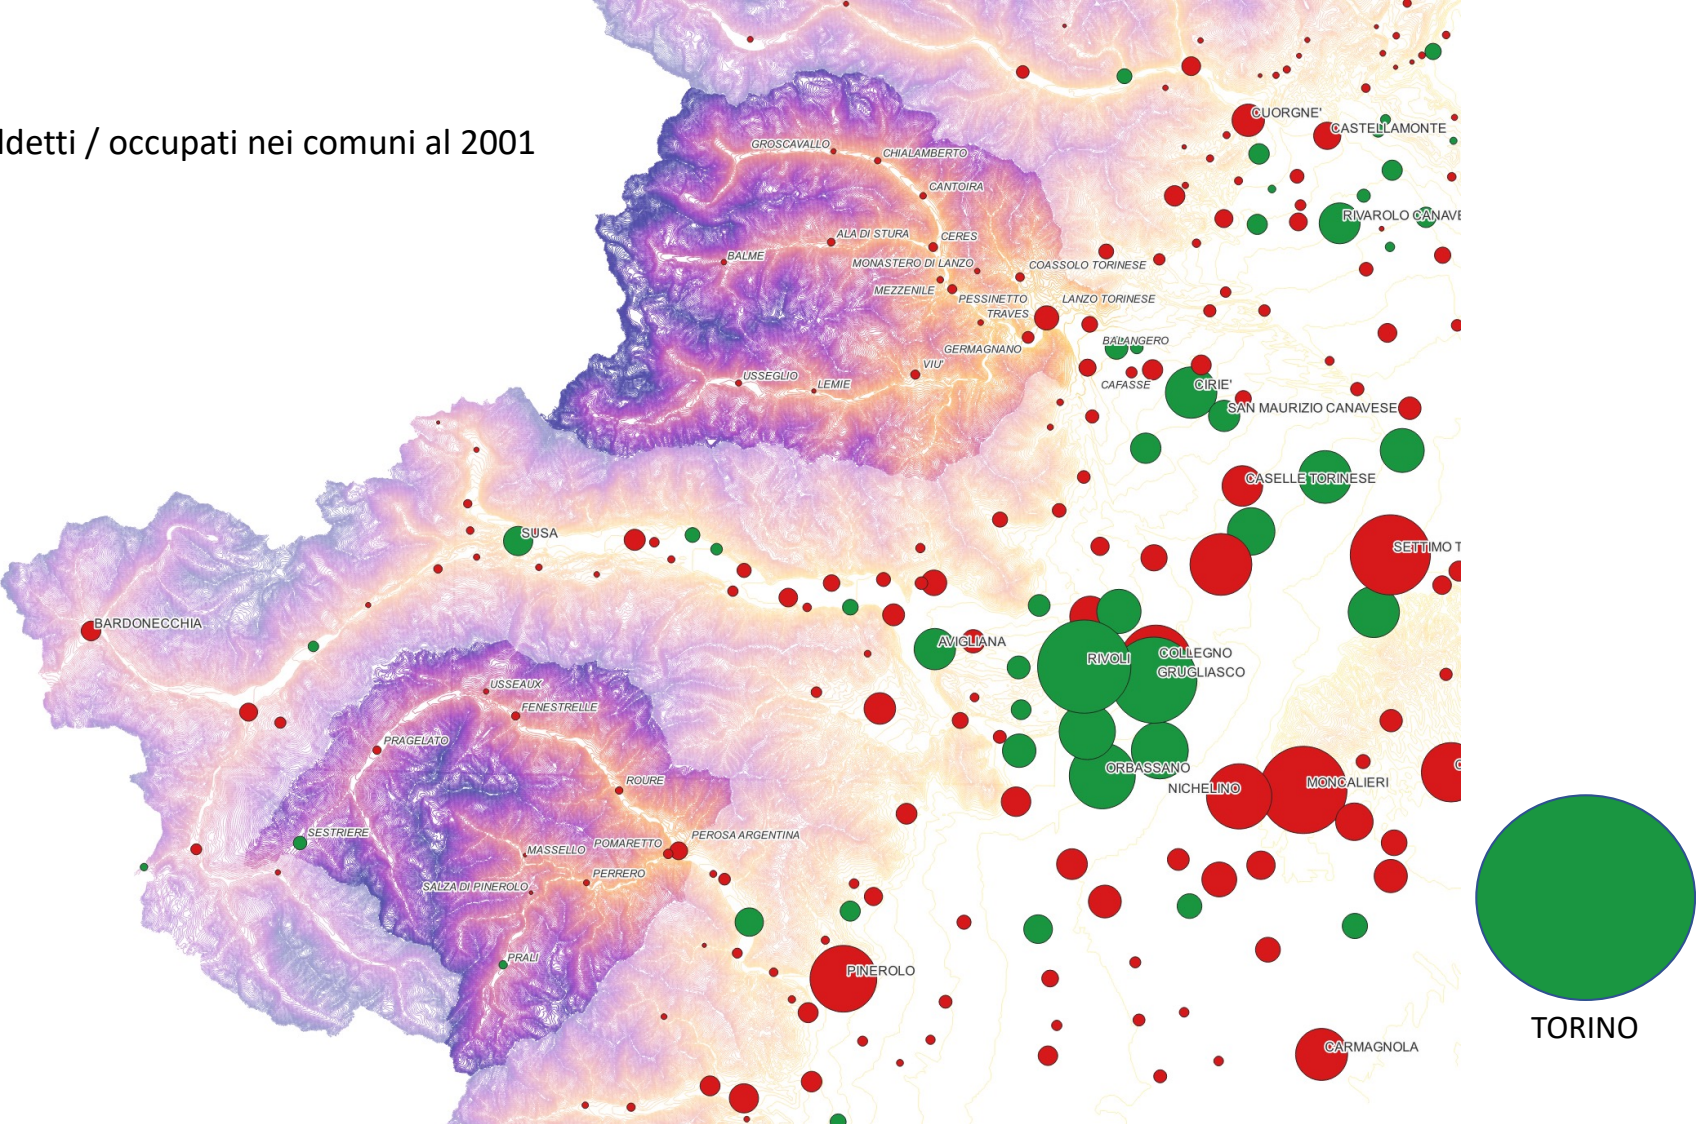 ddetti / occupati nei comuni al 2001
CUORGNE'
CASTELLAMONTE
GROSCAVALLO
CHIALAMBERTO
CANTOIRA
RIVAROLO CANAVE
ALA DI STURA
CERES
BALME
MONASTERO DI LANZO
COASSOLO TORINESE
MEZZENILE
PESSINETTO
LANZO TORINESE
TRAVES
BALANGERO
GERMAGNANO
VIU'
USSEGLIO
LEMIE
CAFASSE
CIRIE'
SAN MAURIZIO CANAVESE
CASELLE TORINESE
SUSA
SETTIMO T
BARDONECCHIA
AVIGLIANA
COLLEGNO
RIVOLI
GRUGLIASCO
USSEAUX
FENESTRELLE
PRAGELATO
ORBASSANO
ROURE
MONCALIERI
NICHELINO
SESTRIERE
PEROSA ARGENTINA
POMARETTO
MASSELLO
PERRERO
SALZA DI PINEROLO
PRALI
PINEROLO
TORINO
CARMAGNOLA